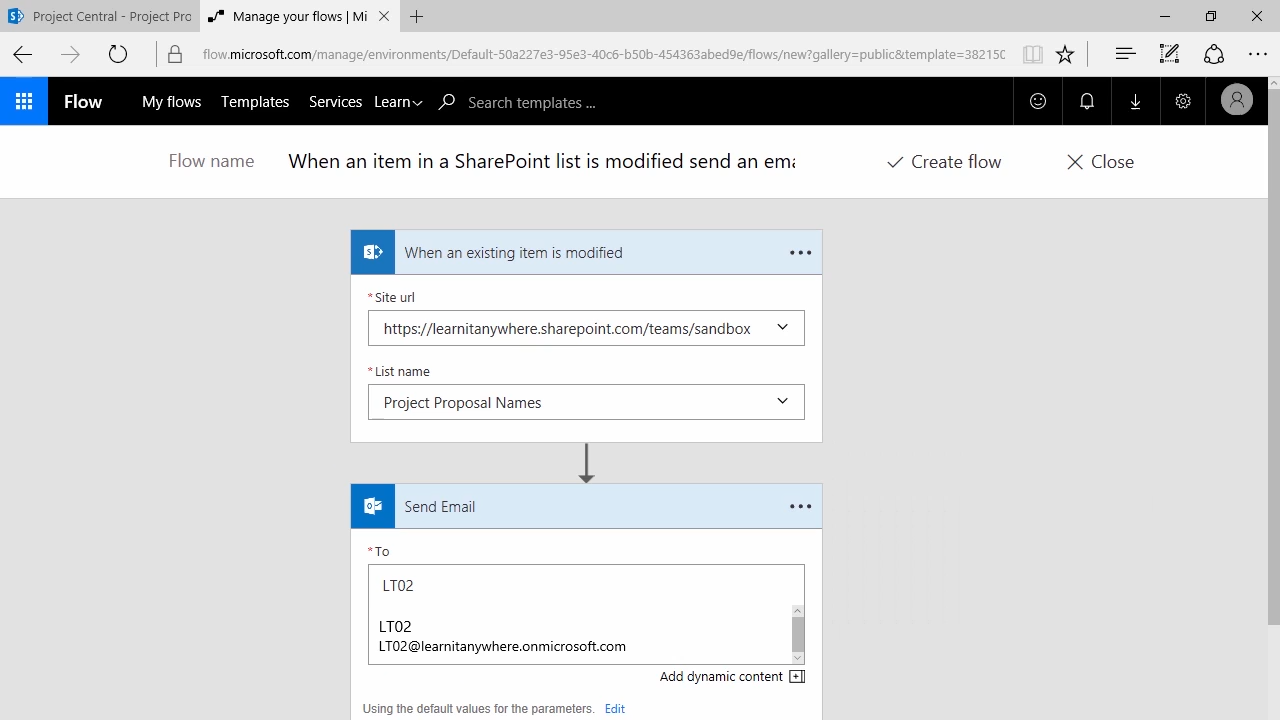 Project Central - Project Pro
Manage your flows | Mi
flow.microsoft.com/manage/environments/Default-50a227e3-95e3-40c6-b50b-454363abed9e/flows/new?gallery=public&template=382150
Flow My flows Templates Services Learn Search templates ...
Flow name When an item in a SharePoint list is modified send an ema Create flow Close
When an existing item is modified
* Site url
https://learnitanywhere.sharepoint.com/teams/sandbox
* List name
Project Proposal Names
Send Email
* To
LT02
LT02
LT02@learnitanywhere.onmicrosoft.com
Add dynamic content
Using the default values for the parameters. Edit